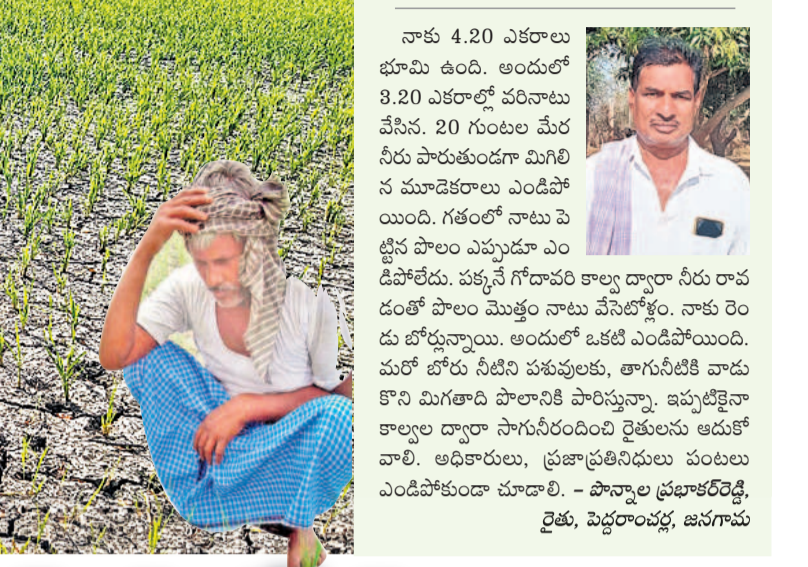 నాకు 4.20 ఎకరాలు
భూమి ఉంది. అందులో
3.20 ఎకరాల్లో వరినాటు
వేసిన. 20 గుంటల మేర
నీరు పారుతుండగా మిగిలి
న మూడెకరాలు ఎండిపో
యింది. గతంలో నాటు పె
ట్టిన పొలం ఎప్పుడూ ఎం
డిపోలేదు. పక్కనే గోదావరి కాల్వ ద్వారా నీరు రావ
డంతో పొలం మొత్తం నాటు వేసెటోళ్లం. నాకు రెం
డు బోర్లున్నాయి. అందులో ఒకటి ఎండిపోయింది.
మరో బోరు నీటిని పశువులకు, తాగునీటికి వాడు
కొని మిగతాది పొలానికి పారిస్తున్నా. ఇప్పటికైనా
కాల్వల ద్వారా సాగునీరందించి రైతులను ఆదుకో
వాలి. అధికారులు, ప్రజాప్రతినిధులు పంటలు
ఎండిపోకుండా చూడాలి. – పొన్నాల ప్రభాకర్‌రెడ్డి,
రైతు, పెద్దరాంచర్ల, జనగామ